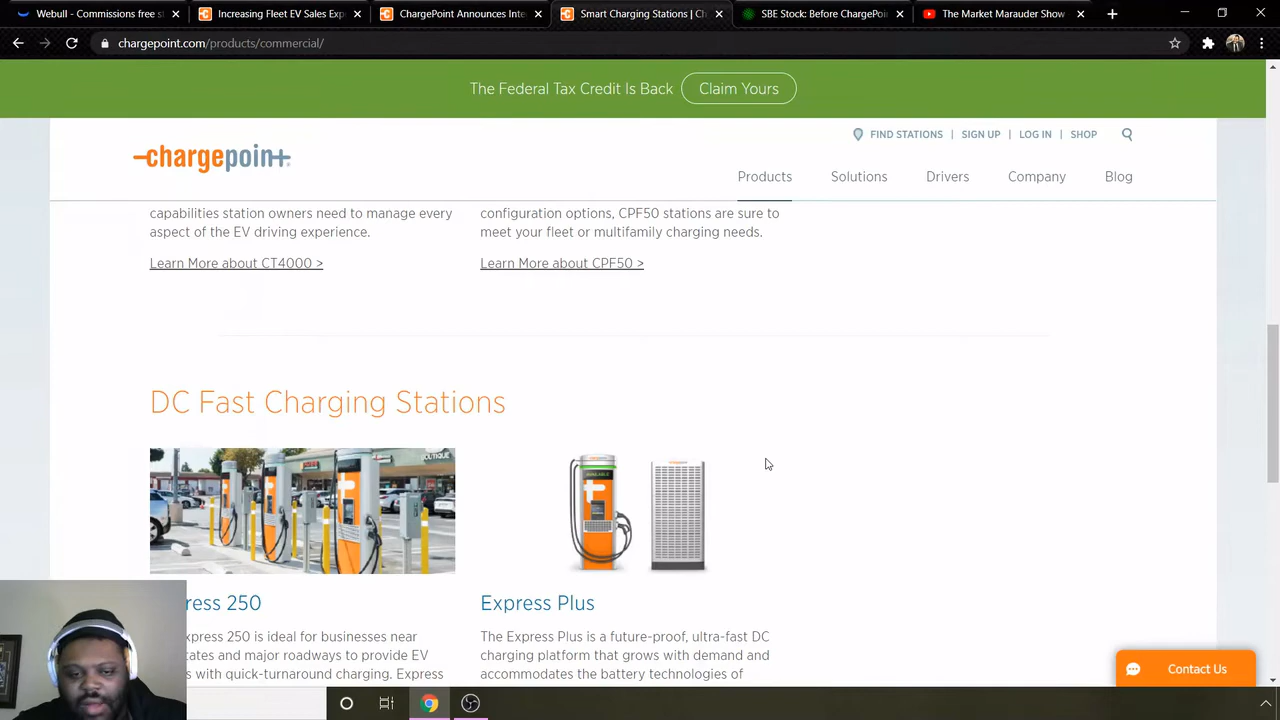 Webull - Commissions free s
Increasing Fleet EV Sales Exp
ChargePoint Announces Inte
Smart Charging Stations | Ch
SBE Stock: Before ChargePoin
The Market Marauder Show
chargepoint.com/products/commercial/
The Federal Tax Credit Is Back
Claim Yours
FIND STATIONS | SIGN UP | LOG IN | SHOP
chargepoint
Products
Solutions
Drivers
Company
Blog
capabilities station owners need to manage every
aspect of the EV driving experience.
Learn More about CT4000 >
configuration options, CPF50 stations are sure to
meet your fleet or multifamily charging needs.
Learn More about CPF50 >
DC Fast Charging Stations
ress 250
xpress 250 is ideal for businesses near
cates and major roadways to provide EV
s with quick-turnaround charging. Express
Express Plus
The Express Plus is a future-proof, ultra-fast DC
charging platform that grows with demand and
accommodates the battery technologies of
Contact Us